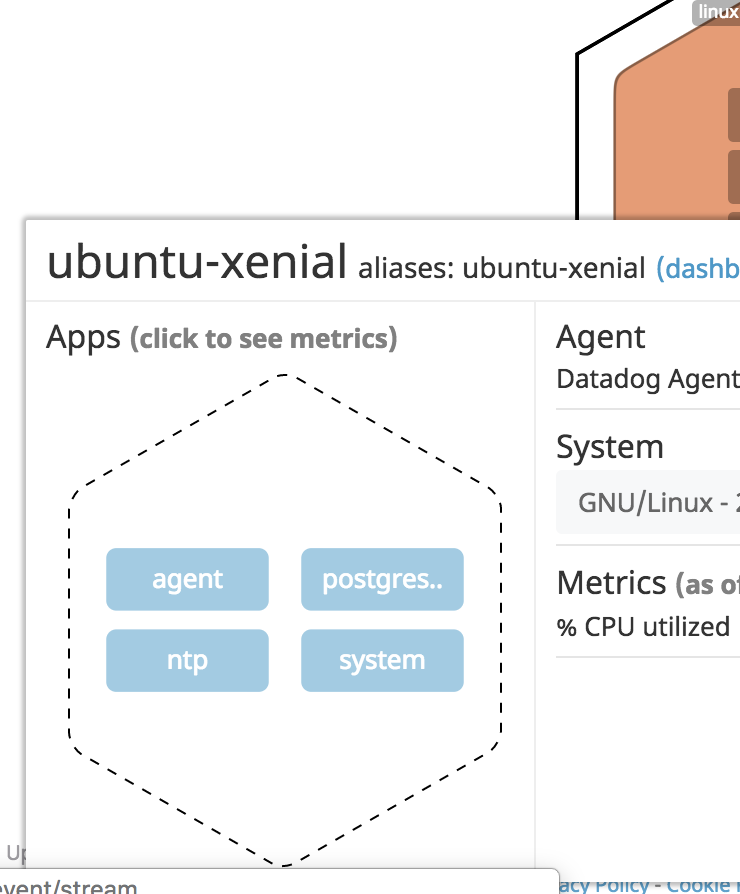 linux
ubuntu-xenial aliases: ubuntu-xenial (dashb
Apps (click to see metrics)
agent
postgres..
ntp
system
Agent
Datadog Agent
System
GNU/Linux -
Metrics (as of
% CPU utilized
Up
event/stream
acy Policy - Cookie